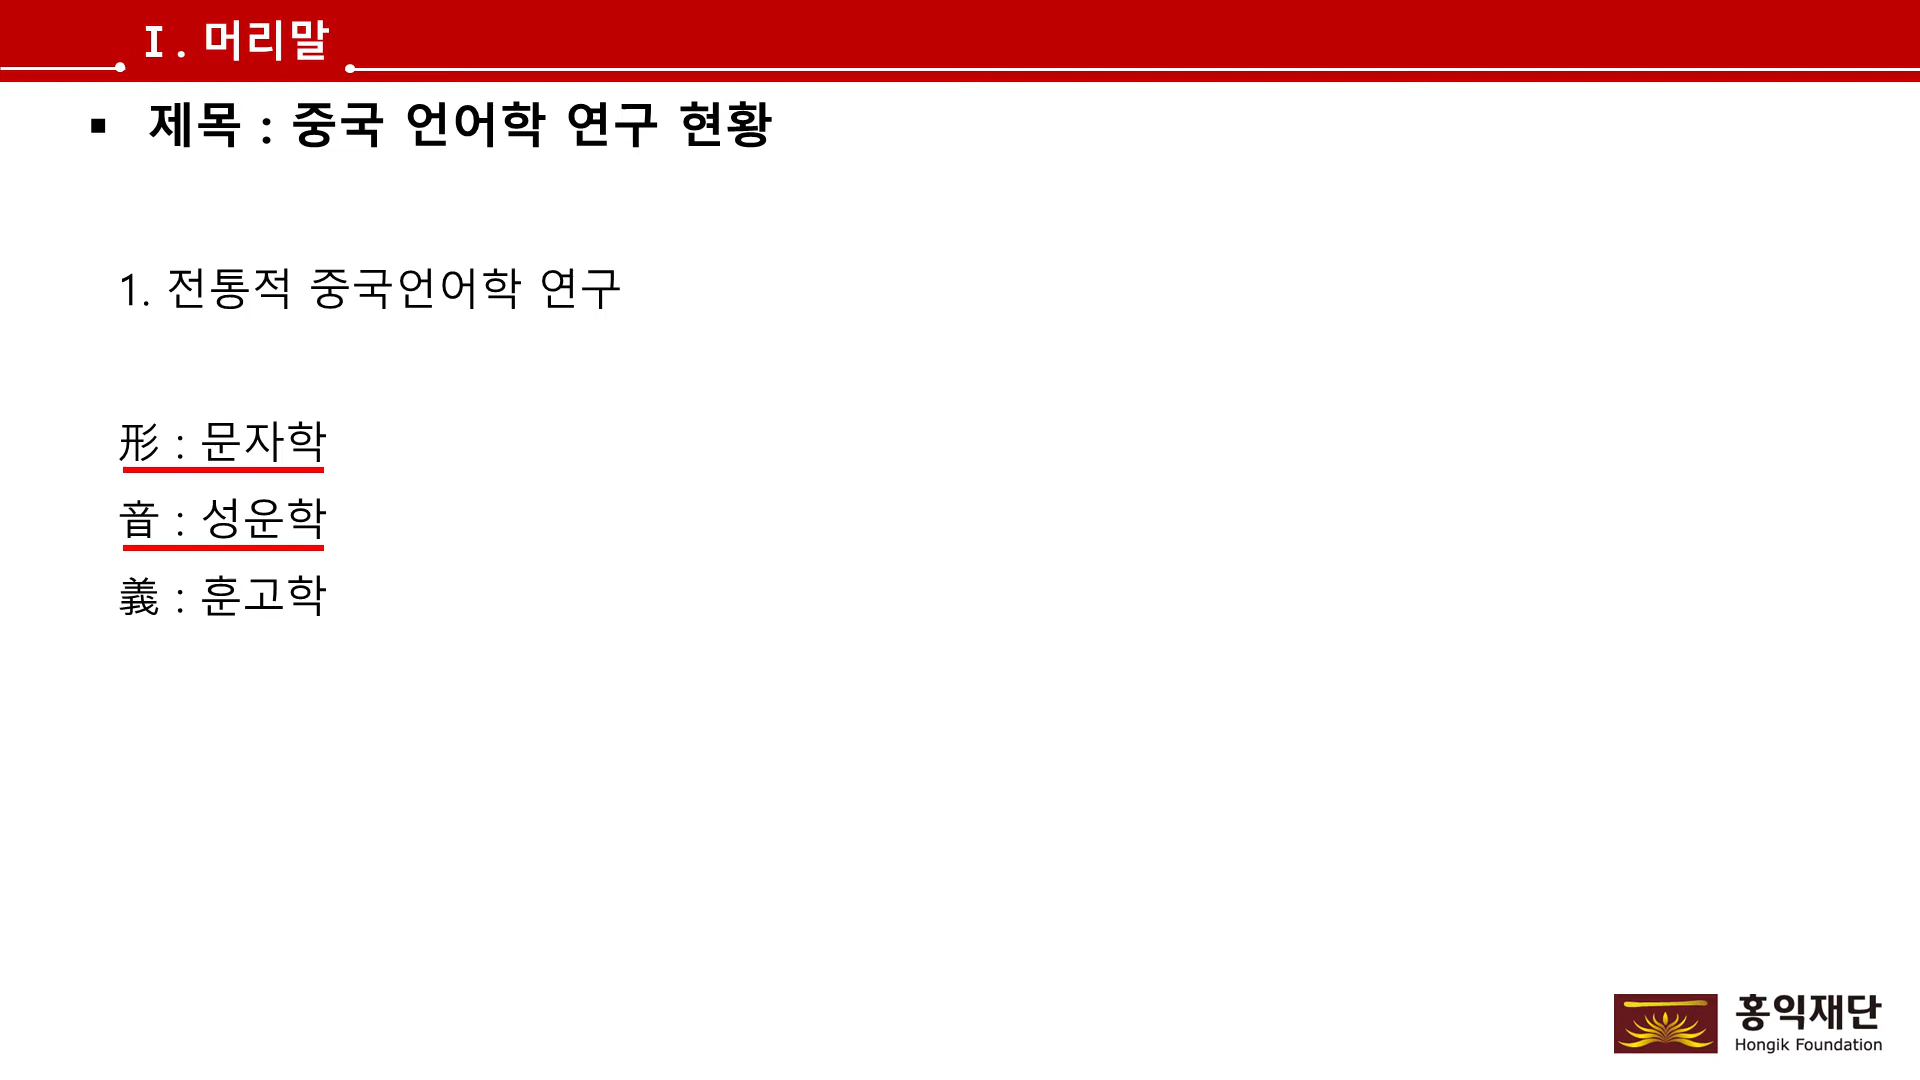 I. 머리말
▪ 제목 : 중국 언어학 연구 현황
1. 전통적 중국언어학 연구
形 : 문자학
音 : 성운학
義 : 훈고학
홍익재단
Hongik Foundation